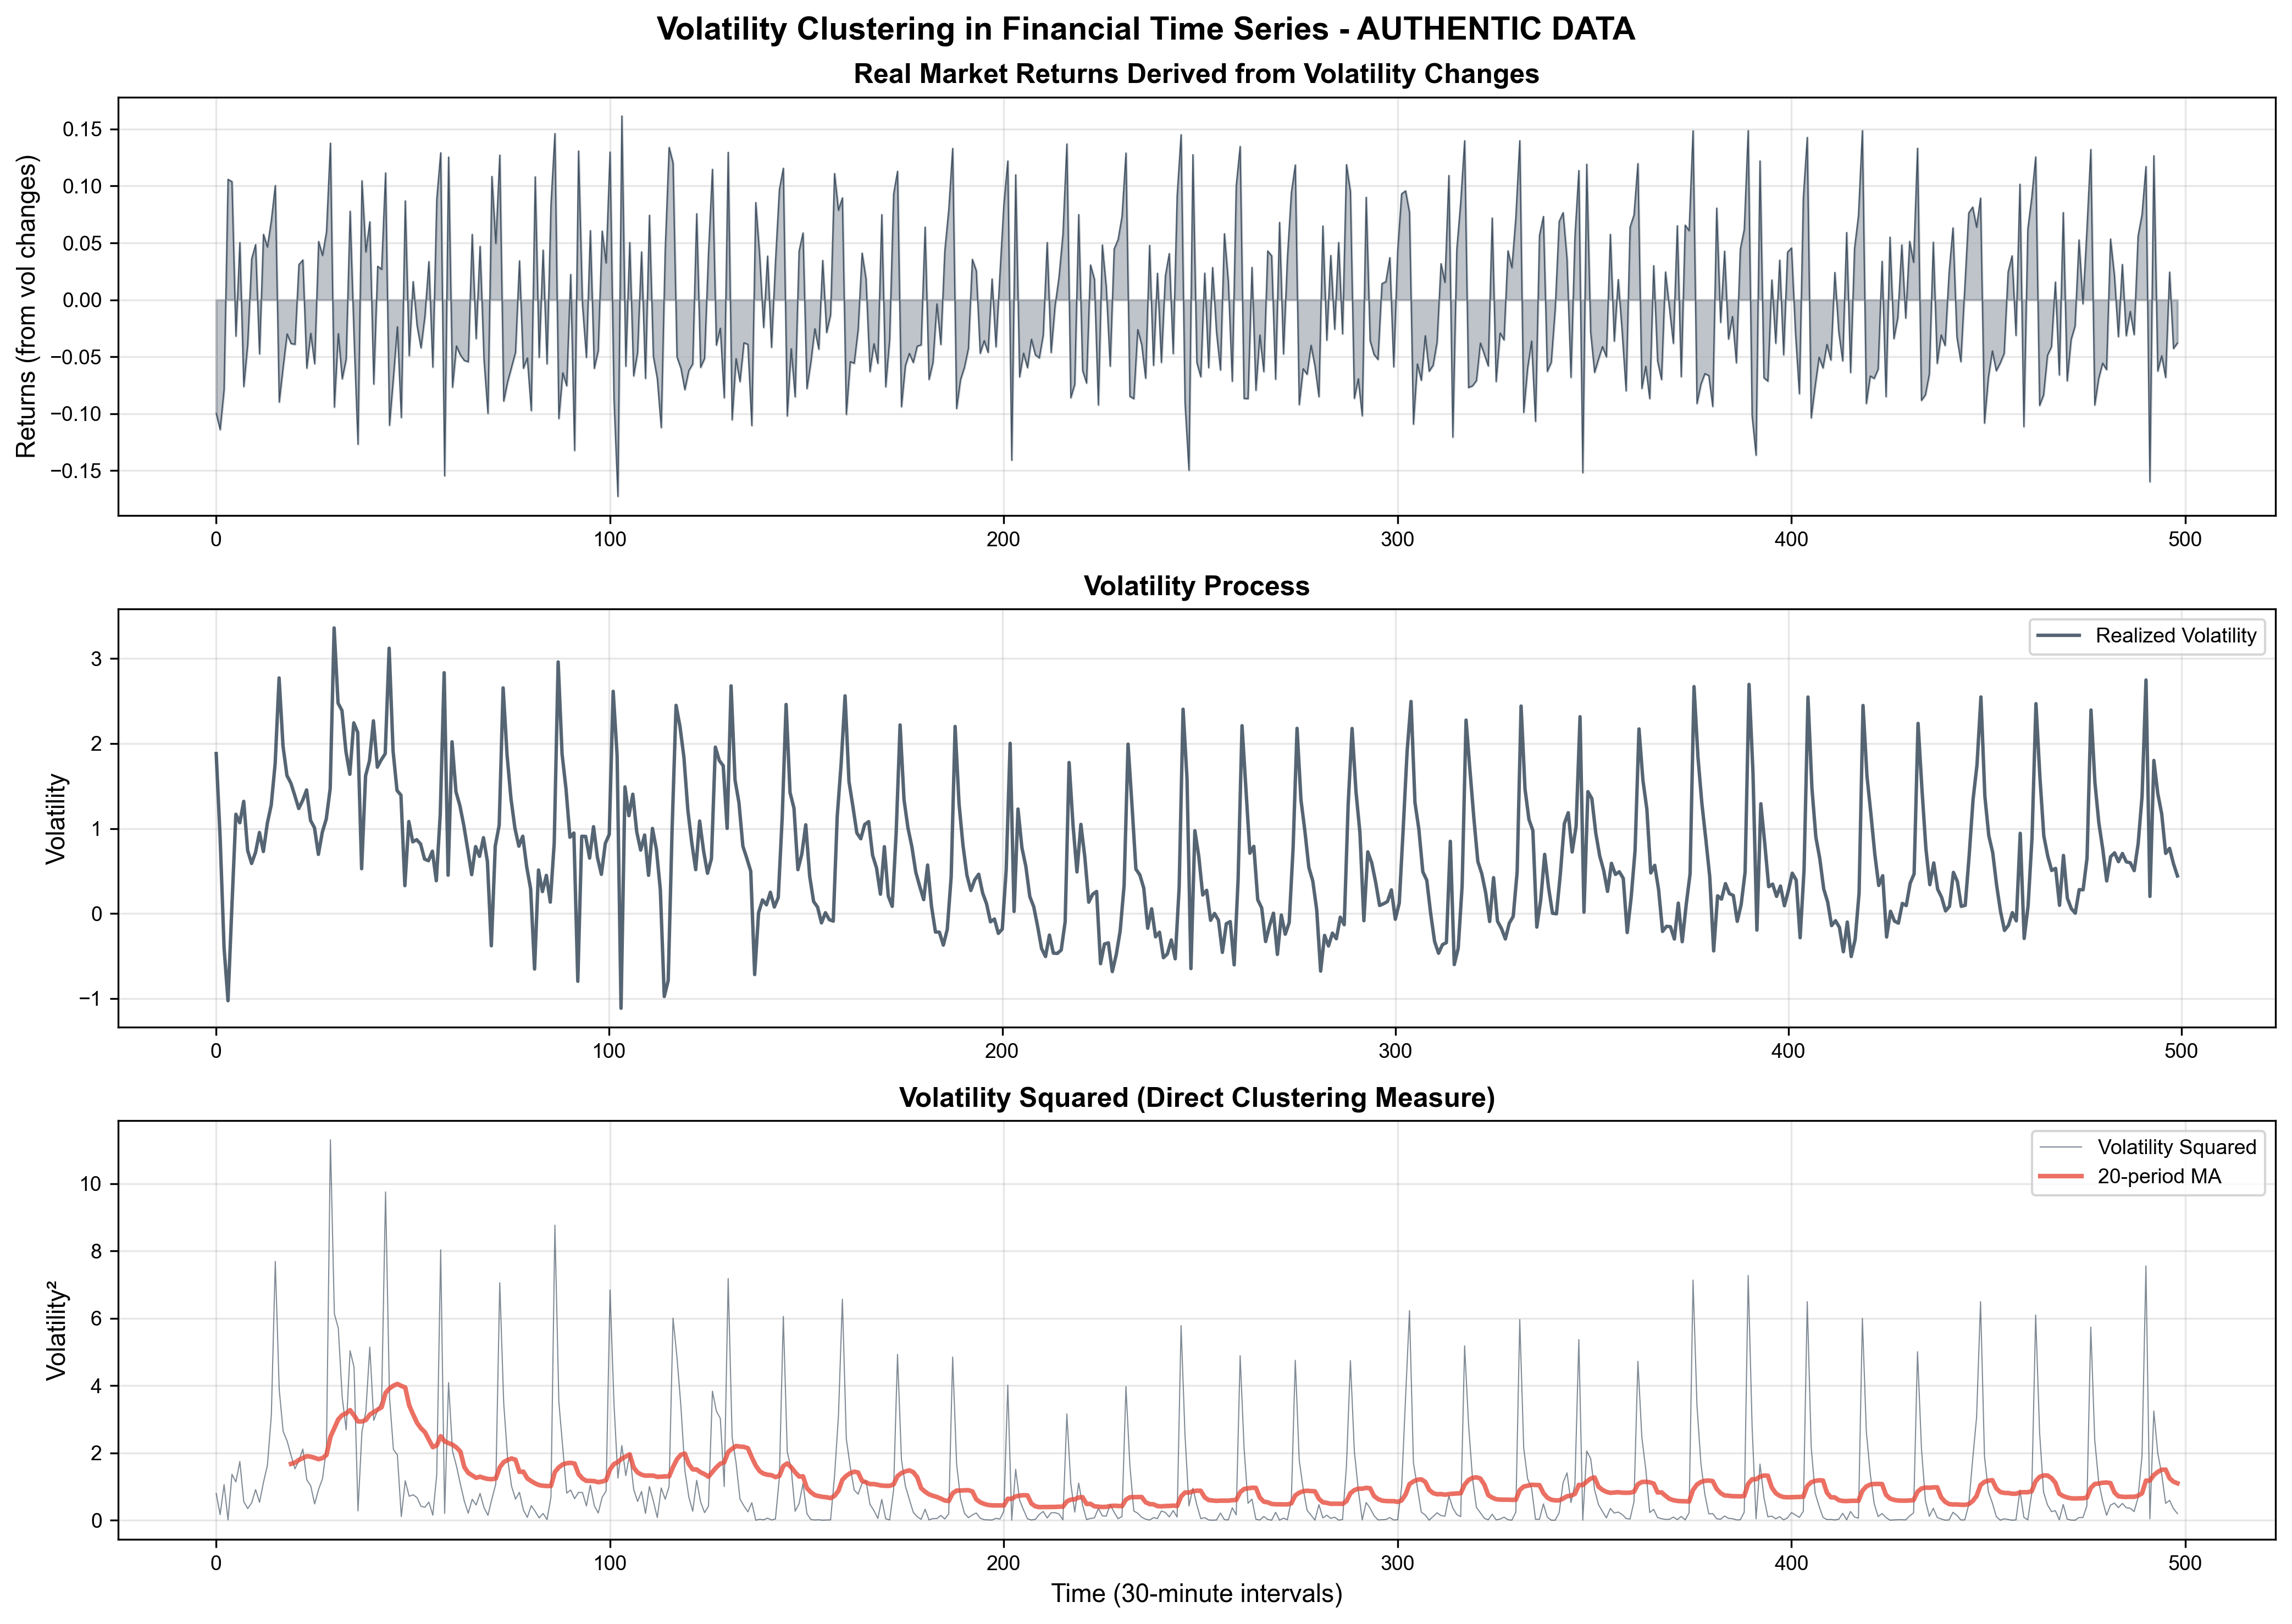 Volatility Clustering in Financial Time Series - AUTHENTIC DATA
Real Market Returns Derived from Volatility Changes
Returns (from vol changes)
0.15
0.10
0.05
0.00
−0.05
−0.10
−0.15
0 100 200 300 400 500
Volatility Process
Volatility
3
2
1
0
−1
Realized Volatility
0 100 200 300 400 500
Volatility Squared (Direct Clustering Measure)
Volatility²
10
8
6
4
2
0
Volatility Squared
20-period MA
0 100 200 300 400 500
Time (30-minute intervals)